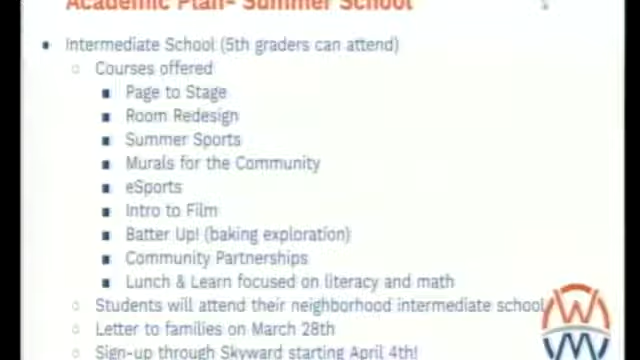 Academic Plan- Summer School
Intermediate School (5th graders can attend)
Courses offered
Page to Stage
Room Redesign
Summer Sports
Murals for the Community
eSports
Intro to Film
Batter Up! (baking exploration)
Community Partnerships
Lunch & Learn focused on literacy and math
Students will attend their neighborhood intermediate school
Letter to families on March 28th
Sign-up through Skyward starting April 4th!
W
W